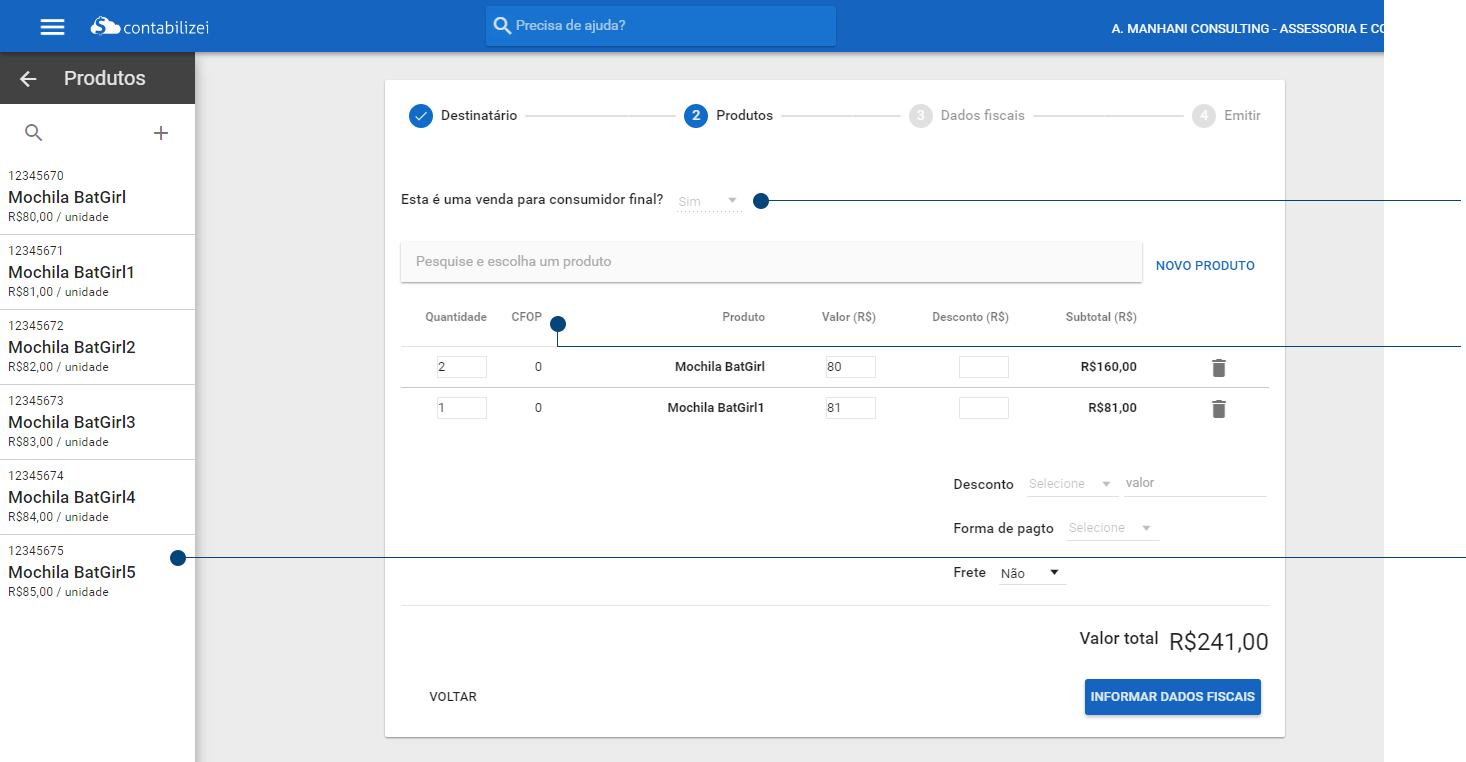 contabilizei
Precisa de ajuda?
A. MANHANI CONSULTING - ASSESSORIA E
Produtos
12345670
Mochila BatGirl
R$80,00 / unidade
12345671
Mochila BatGirl1
R$81,00 / unidade
12345672
Mochila BatGirl2
R$82,00 / unidade
12345673
Mochila BatGirl3
R$83,00 / unidade
12345674
Mochila BatGirl4
R$84,00 / unidade
12345675
Mochila BatGirl5
R$85,00 / unidade
Destinatário 2 Produtos 3 Dados fiscais 4 Emitir
Esta é uma venda para consumidor final? Sim
Pesquise e escolha um produto NOVO PRODUTO
Quantidade CFOP Produto Valor (R$) Desconto (R$) Subtotal (R$)
2 0 Mochila BatGirl 80 R$160,00
1 0 Mochila BatGirl1 81 R$81,00
Desconto Selecione valor
Forma de pagto Selecione
Frete Não
Valor total R$241,00
VOLTAR INFORMAR DADOS FISCAIS